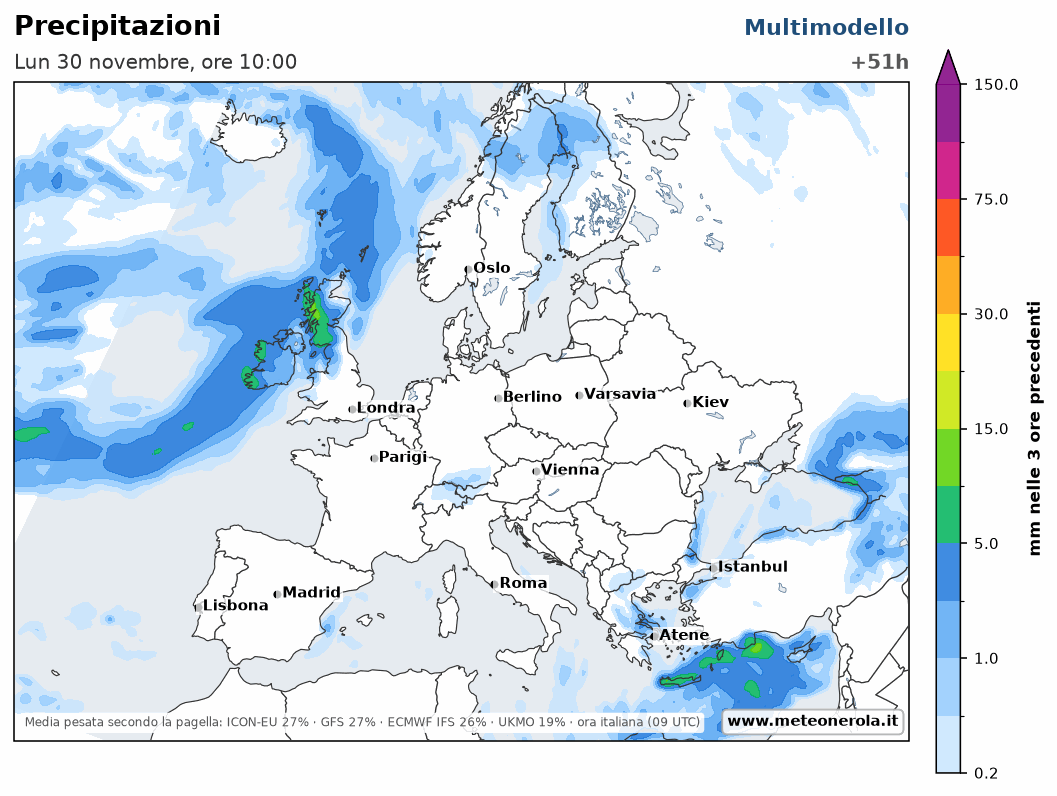 Precipitazioni
Multimodello
Lun 30 novembre, ore 10:00
+51h
150.0
75.0
30.0
15.0
5.0
1.0
0.2
mm nelle 3 ore precedenti
Oslo
Berlino
Varsavia
Kiev
Londra
Parigi
Vienna
Istanbul
Roma
Madrid
Lisbona
Atene
Media pesata secondo la pagella: ICON-EU 27% · GFS 27% · ECMWF IFS 26% · UKMO 19% · ora italiana (09 UTC)
www.meteonerola.it